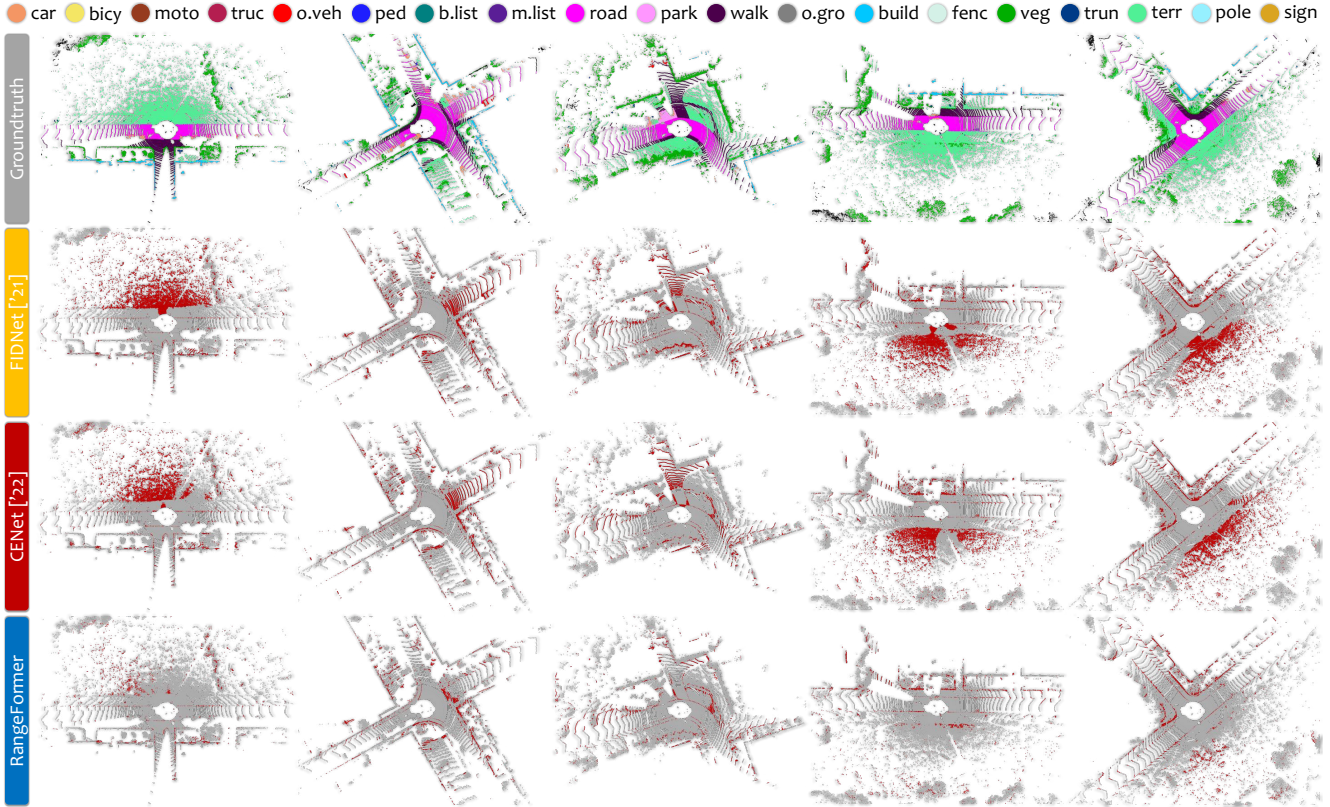 car bicy moto truc o.veh ped b.list m.list road park walk o.gro build fenc veg trun terr pole sign
Groundtruth
FIDNet ['21]
CENet ['22]
RangeFormer